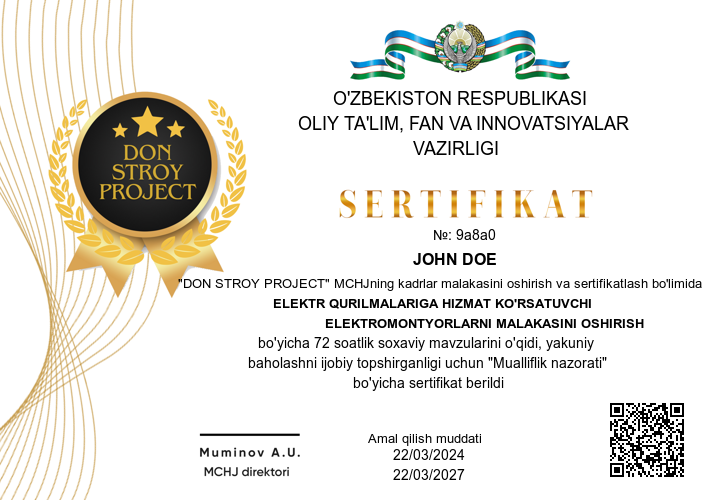 O'ZBEKISTON RESPUBLIKASI
OLIY TA'LIM, FAN VA INNOVATSIYALAR
VAZIRLIGI
DON
STROY
PROJECT
SERTIFIKAT
№: 9a8a0
JOHN DOE
"DON STROY PROJECT" MCHJning kadrlar malakasini oshirish va sertifikatlash bo'limida
ELEKTR QURILMALARIGA HIZMAT KO'RSATUVCHI
ELEKTROMONTYORLARNI MALAKASINI OSHIRISH
bo'yicha 72 soatlik soxaviy mavzularini o'qidi, yakuniy
baholashni ijobiy topshirganligi uchun "Mualliflik nazorati"
bo'yicha sertifikat berildi
Muminov A.U.
MCHJ direktori
Amal qilish muddati
22/03/2024
22/03/2027